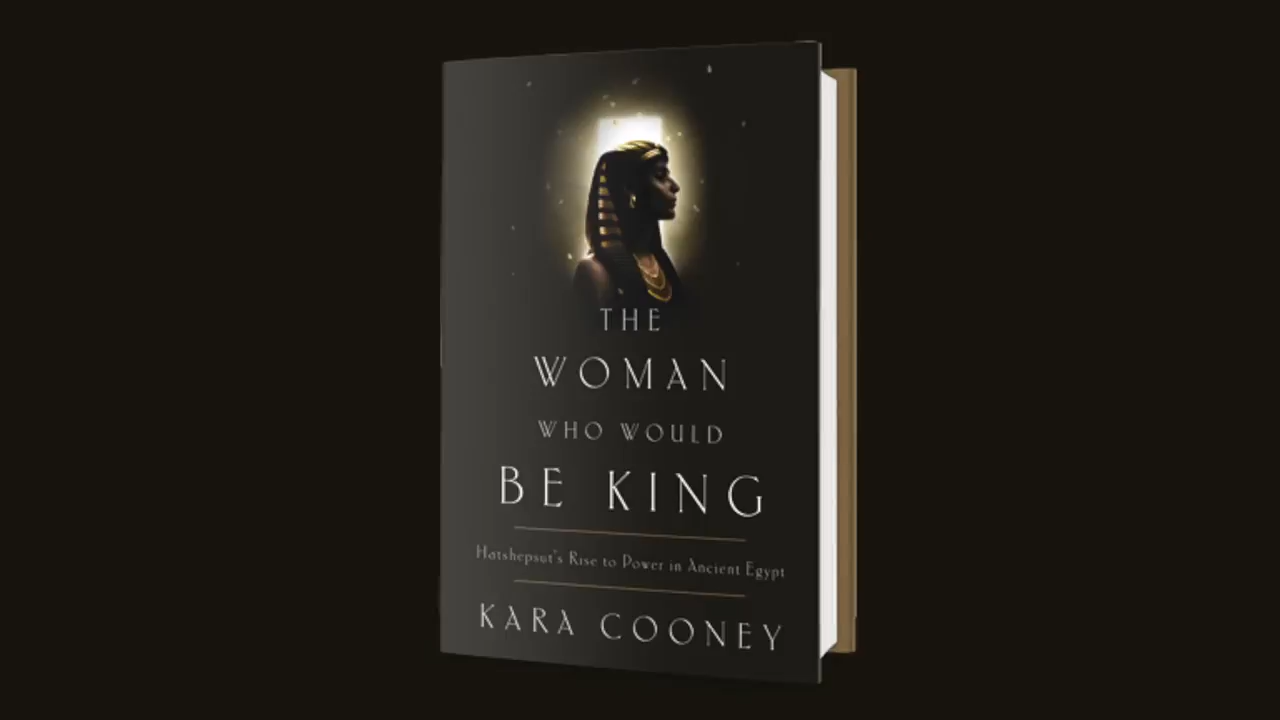 THE
WOMAN
WHO WOULD
BE KING
Hatshepsut's Rise to Power in Ancient Egypt
KARA COONEY